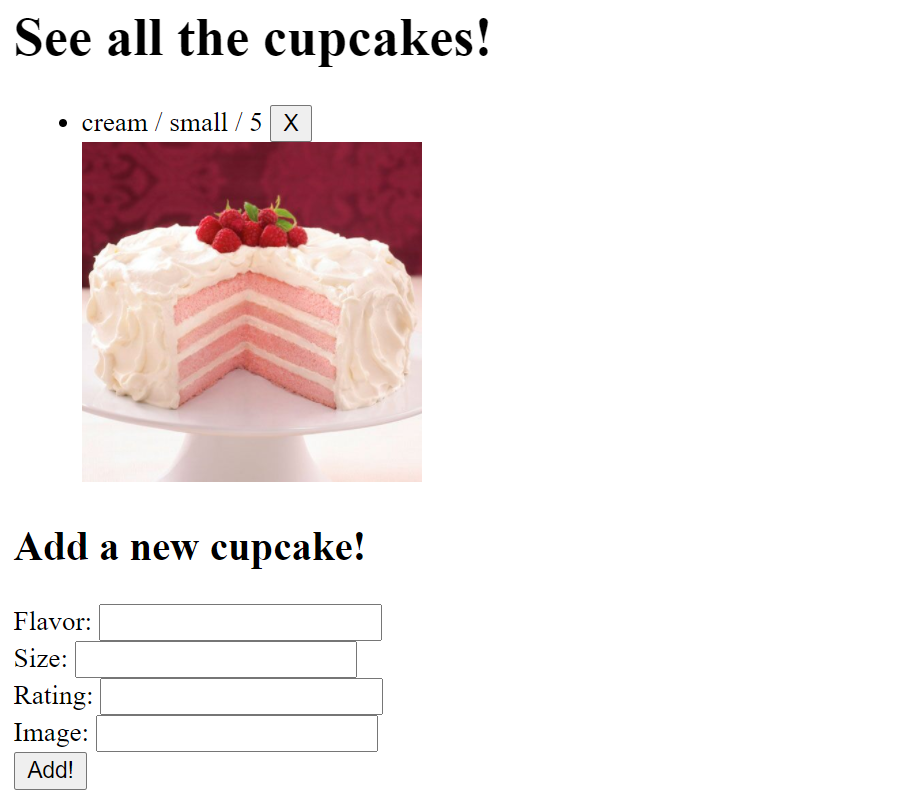 See all the cupcakes!
cream / small / 5 X
Add a new cupcake!
Flavor:
Size:
Rating:
Image:
Add!